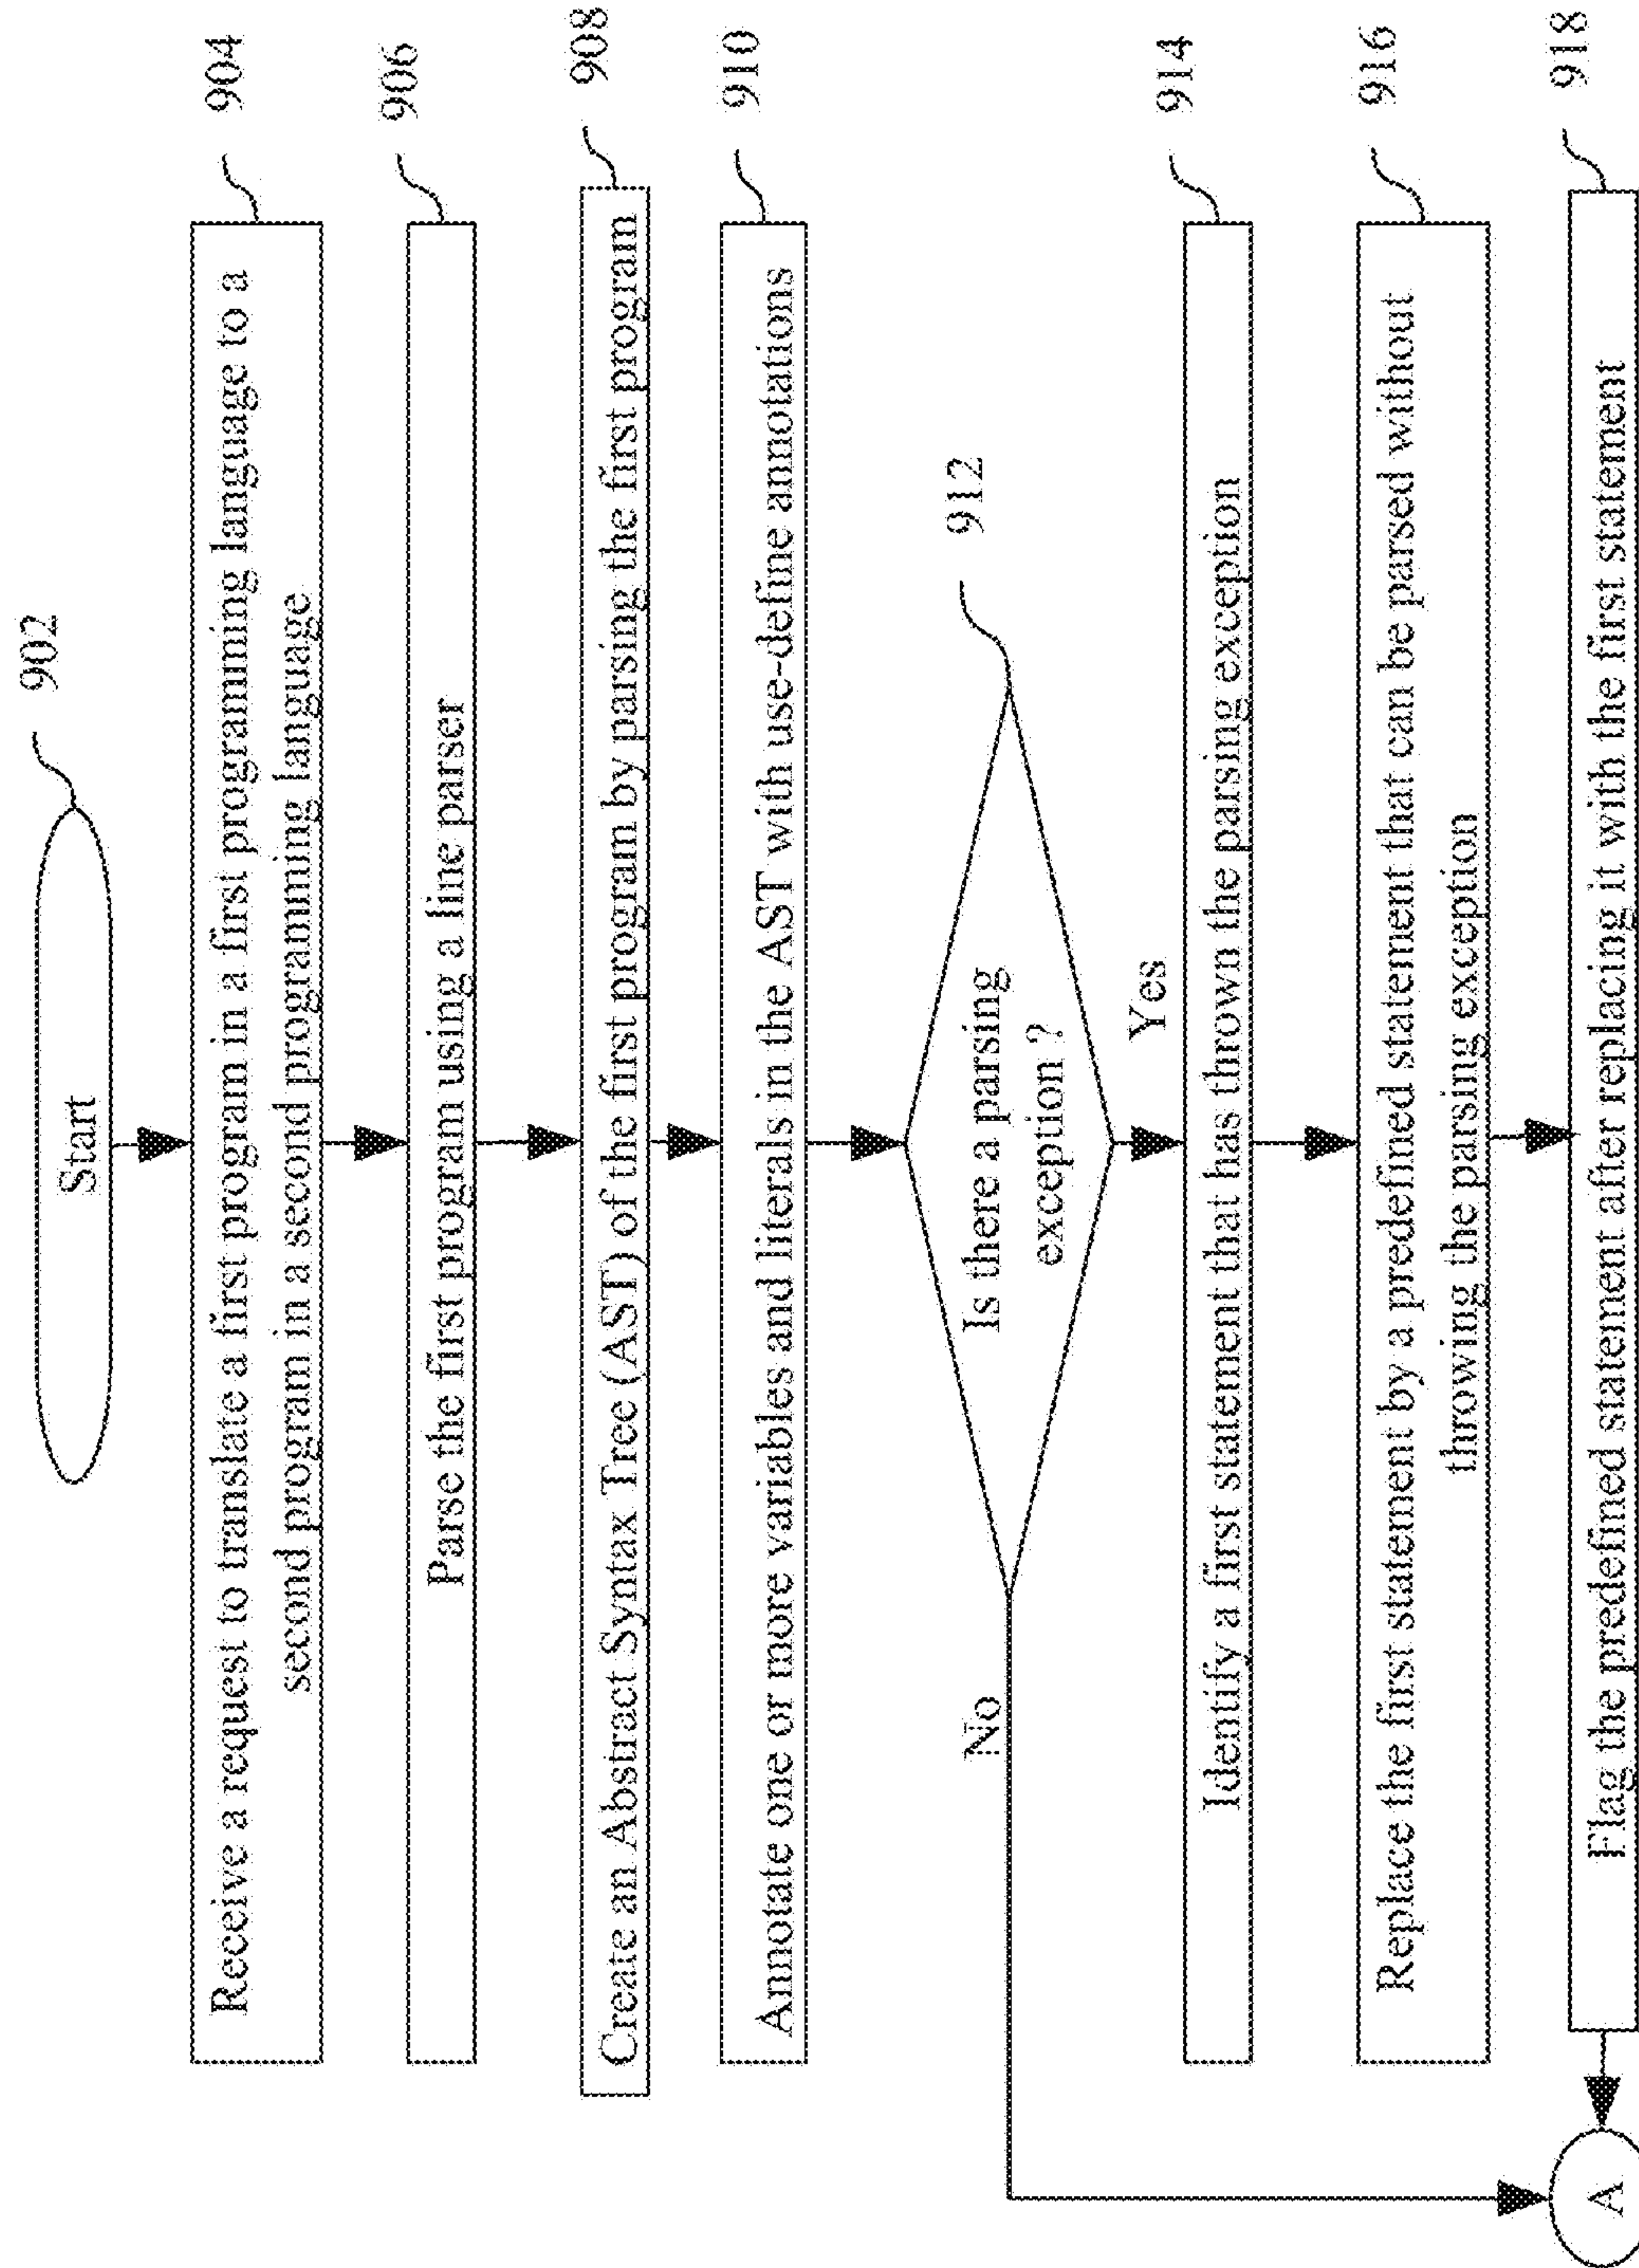 902
Start
904
Receive a request to translate a first program in a first programming language to a
second program in a second programming language
906
Parse the first program using a line parser
908
Create an Abstract Syntax Tree (AST) of the first program by parsing the first program
910
Annotate one or more variables and literals in the AST with use-define annotations
912
Is there a parsing
exception ?
No
Yes
914
Identify a first statement that has thrown the parsing exception
916
Replace the first statement by a predefined statement that can be parsed without
throwing the parsing exception
918
Flag the predefined statement after replacing it with the first statement
A